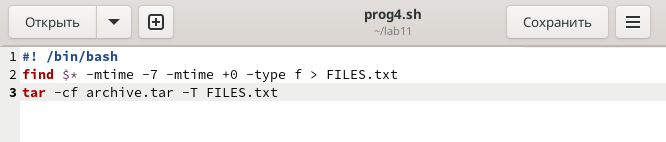 Открыть
prog4.sh
~/lab11
Сохранить
1 #! /bin/bash
2 find $* -mtime -7 -mtime +0 -type f > FILES.txt
3 tar -cf archive.tar -T FILES.txt